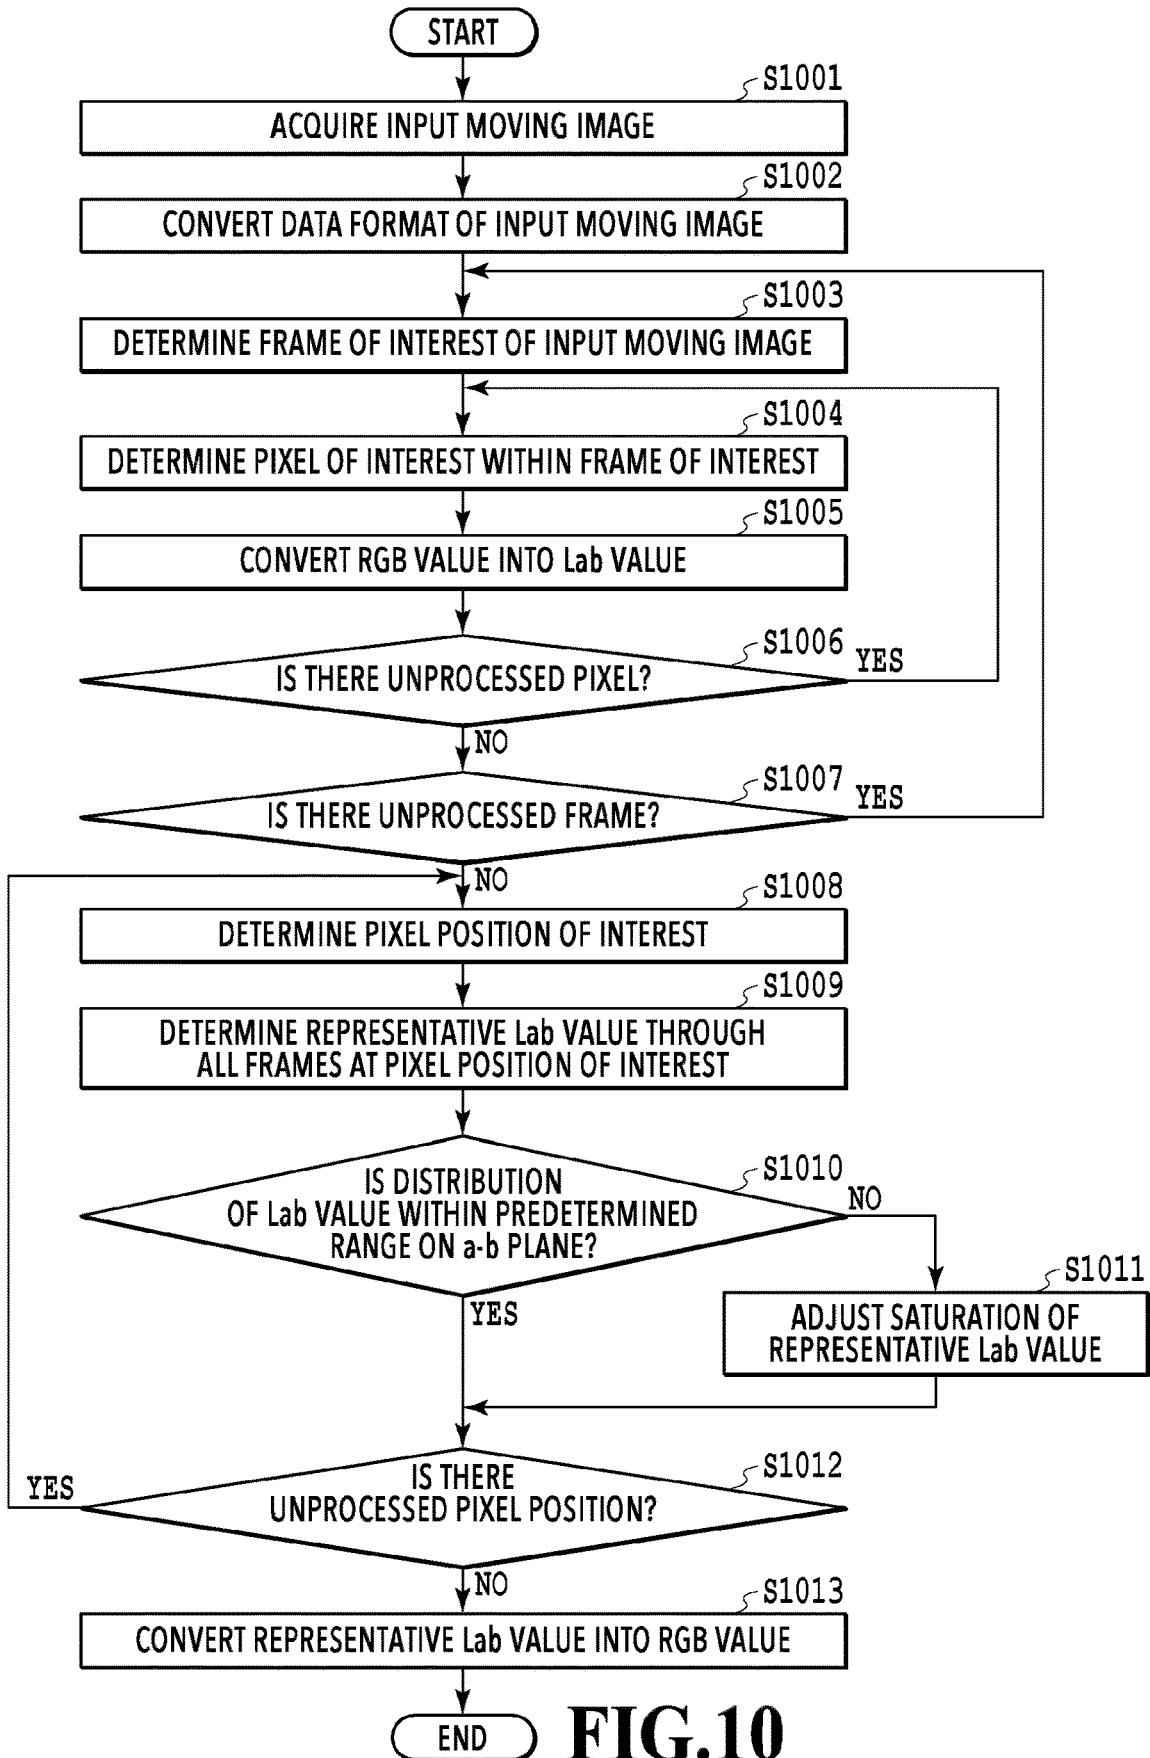 START
S1001
ACQUIRE INPUT MOVING IMAGE
S1002
CONVERT DATA FORMAT OF INPUT MOVING IMAGE
S1003
DETERMINE FRAME OF INTEREST OF INPUT MOVING IMAGE
S1004
DETERMINE PIXEL OF INTEREST WITHIN FRAME OF INTEREST
S1005
CONVERT RGB VALUE INTO Lab VALUE
S1006
IS THERE UNPROCESSED PIXEL?
YES
NO
S1007
IS THERE UNPROCESSED FRAME?
YES
NO
S1008
DETERMINE PIXEL POSITION OF INTEREST
S1009
DETERMINE REPRESENTATIVE Lab VALUE THROUGH
ALL FRAMES AT PIXEL POSITION OF INTEREST
S1010
IS DISTRIBUTION
OF Lab VALUE WITHIN PREDETERMINED
RANGE ON a-b PLANE?
NO
YES
S1011
ADJUST SATURATION OF
REPRESENTATIVE Lab VALUE
S1012
IS THERE
UNPROCESSED PIXEL POSITION?
YES
NO
S1013
CONVERT REPRESENTATIVE Lab VALUE INTO RGB VALUE
END
FIG.10